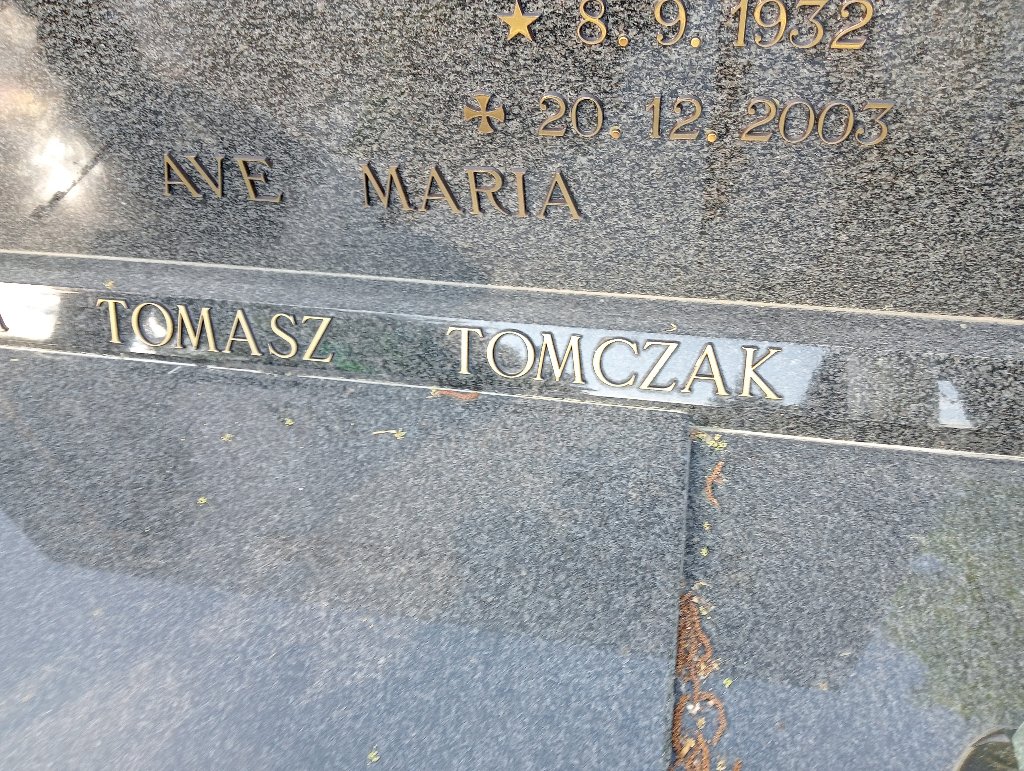 8. 9. 1932
20. 12. 2003
AVE MARIA
TOMASZ TOMCZAK